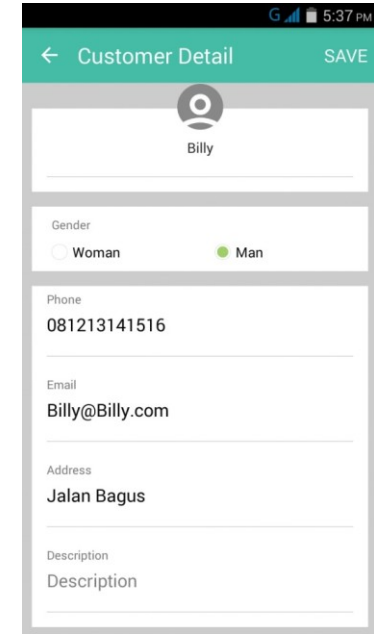 G 5:37 PM
Customer Detail SAVE
Billy
Gender
Woman Man
Phone
081213141516
Email
Billy@Billy.com
Address
Jalan Bagus
Description
Description